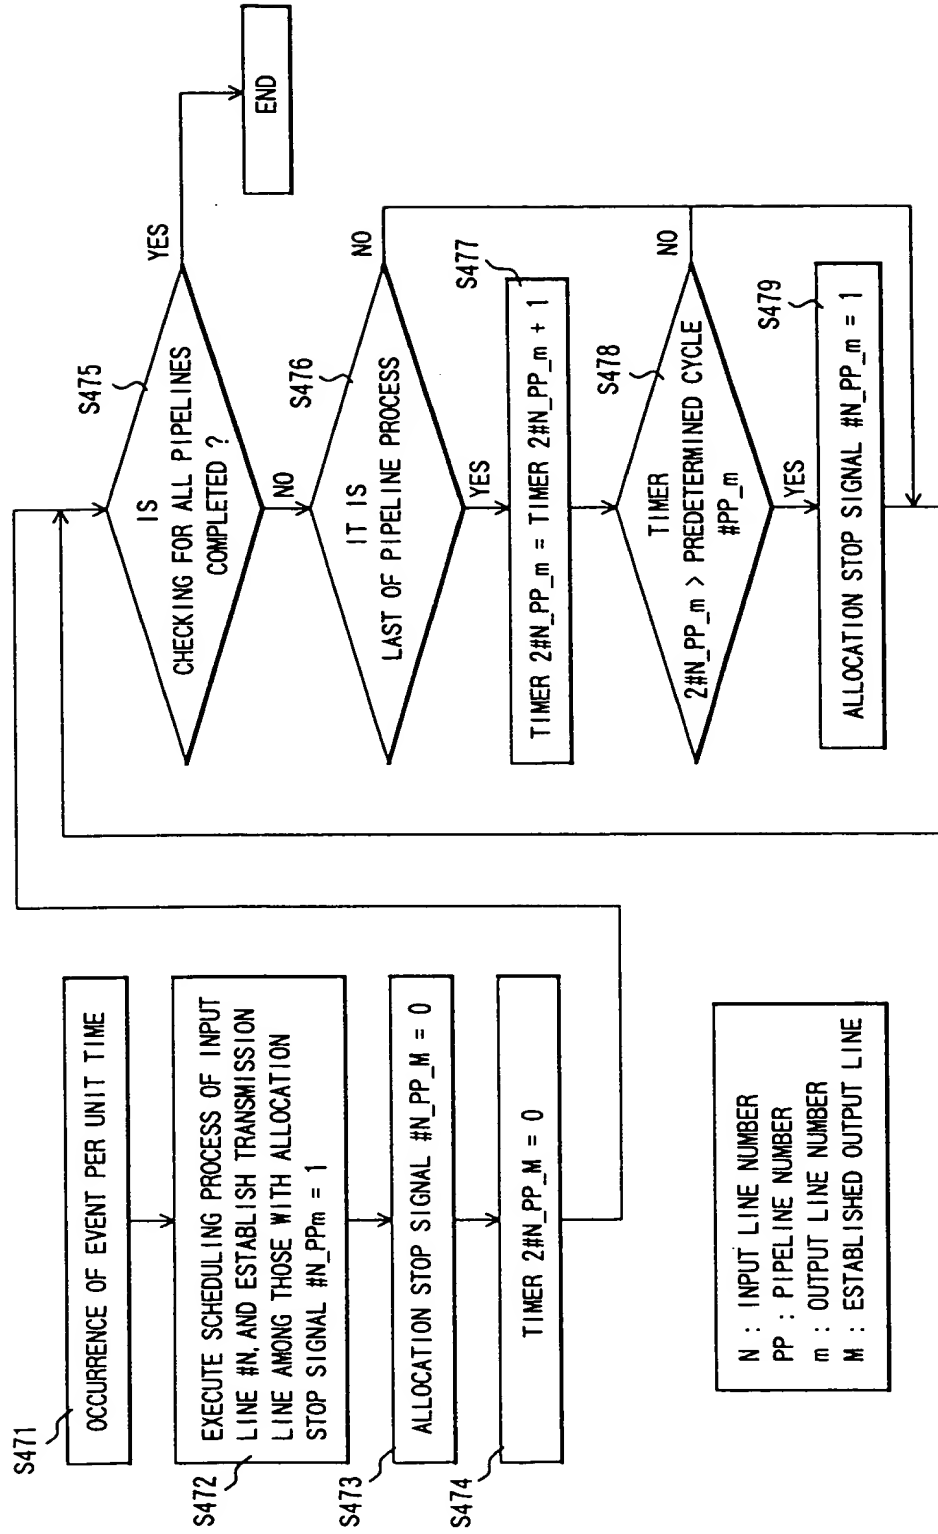 S471
OCCURRENCE OF EVENT PER UNIT TIME
S472
EXECUTE SCHEDULING PROCESS OF INPUT
LINE #N, AND ESTABLISH TRANSMISSION
LINE AMONG THOSE WITH ALLOCATION
STOP SIGNAL #N_PPm = 1
S473
ALLOCATION STOP SIGNAL #N_PP_M = 0
S474
TIMER 2#N_PP_M = 0
S475
IS
CHECKING FOR ALL PIPELINES
COMPLETED ?
YES
END
NO
S476
IT IS
LAST OF PIPELINE PROCESS
NO
YES
S477
TIMER 2#N_PP_m = TIMER 2#N_PP_m + 1
S478
TIMER
2#N_PP_m > PREDETERMINED CYCLE
#PP_m
NO
YES
S479
ALLOCATION STOP SIGNAL #N_PP_m = 1
N : INPUT LINE NUMBER
PP : PIPELINE NUMBER
m : OUTPUT LINE NUMBER
M : ESTABLISHED OUTPUT LINE